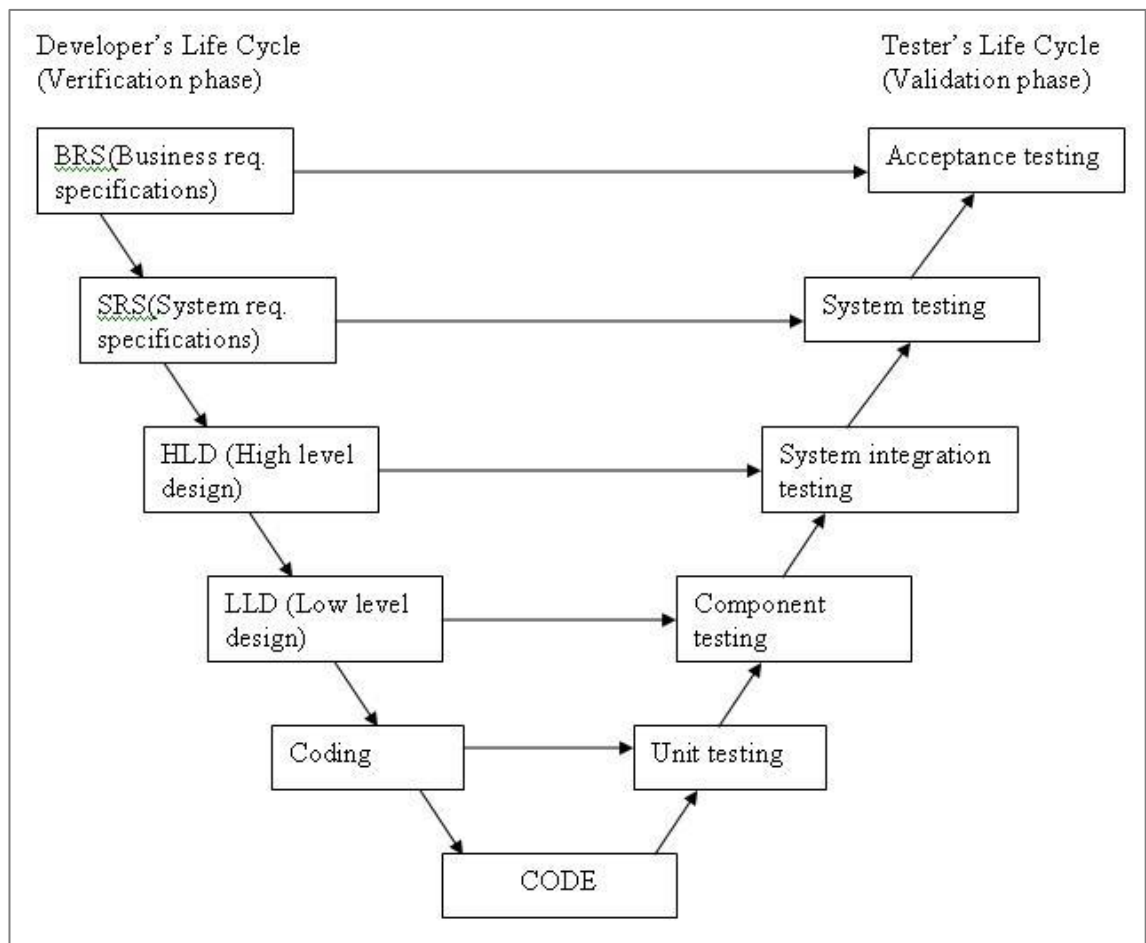 Developer's Life Cycle
(Verification phase)
Tester's Life Cycle
(Validation phase)
BRS(Business req.
specifications)
Acceptance testing
SRS(System req.
specifications)
System testing
HLD (High level
design)
System integration
testing
LLD (Low level
design)
Component
testing
Coding
Unit testing
CODE